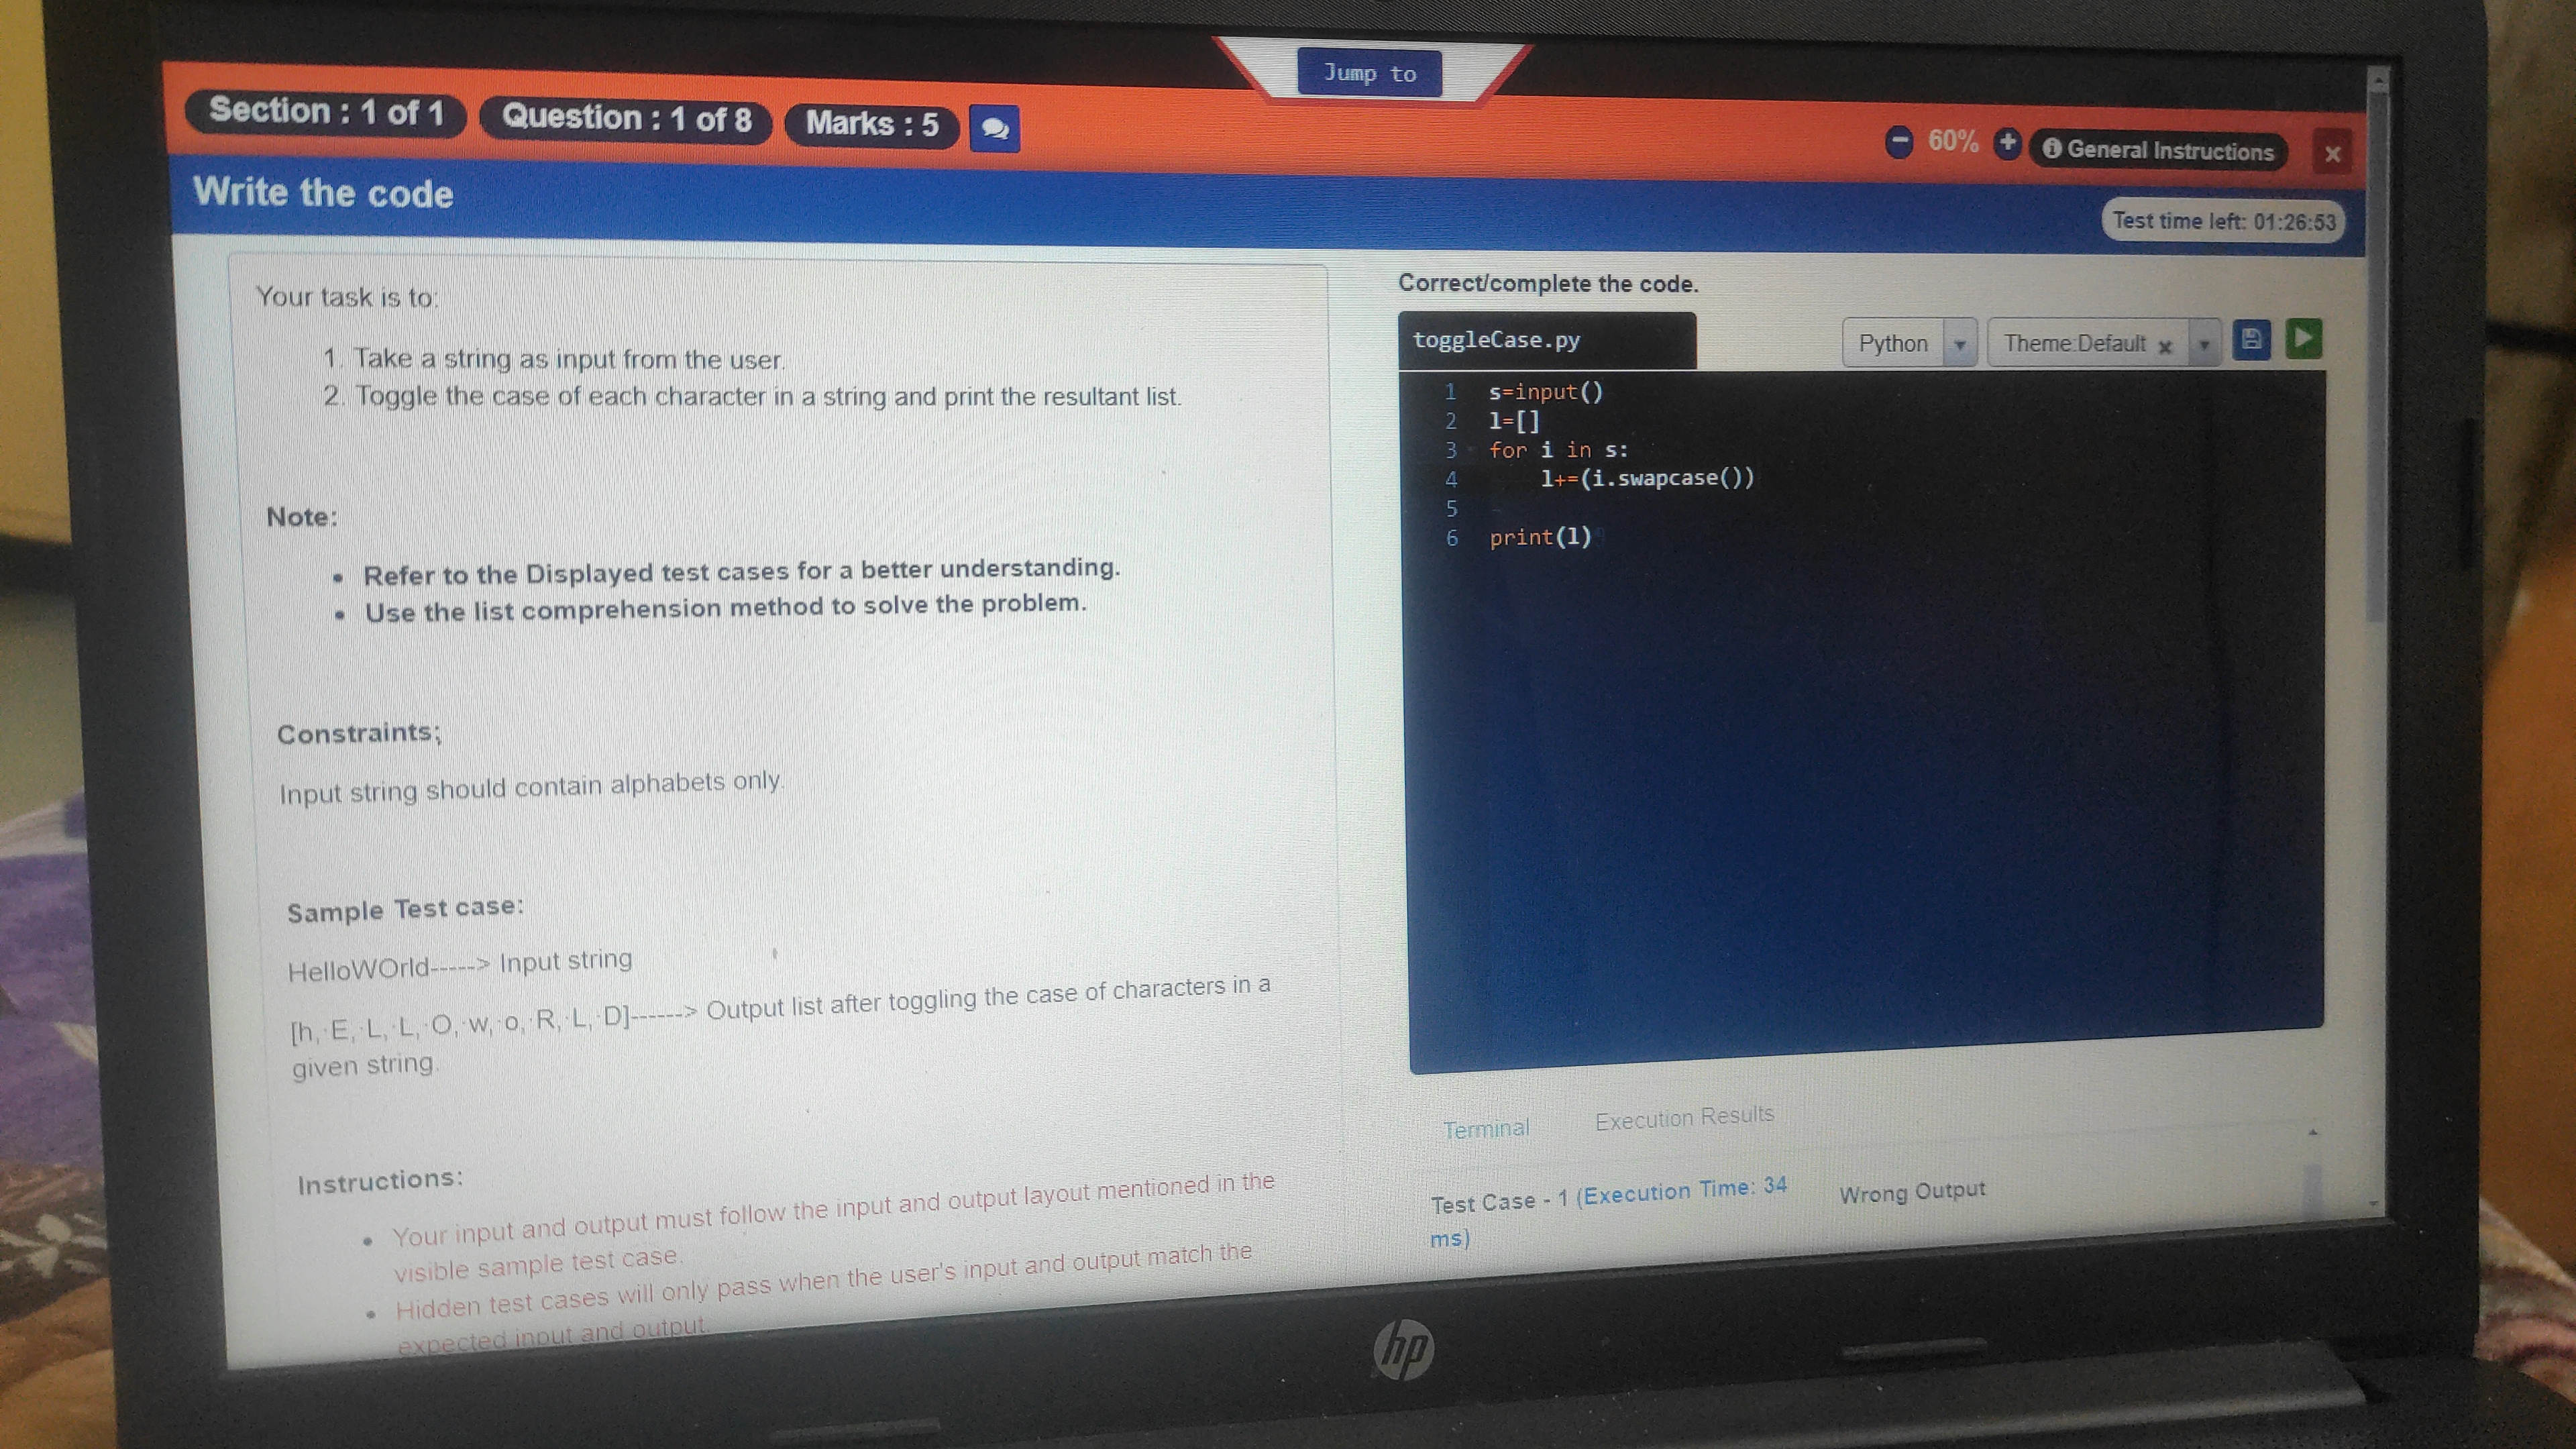 Jump to
Section : 1 of 1
Question : 1 of 8
Marks : 5
60%
General Instructions
Write the code
Test time left: 01:26:53
Your task is to:
1. Take a string as input from the user.
2. Toggle the case of each character in a string and print the resultant list.
Note:
• Refer to the Displayed test cases for a better understanding.
• Use the list comprehension method to solve the problem.
Constraints;
Input string should contain alphabets only.
Sample Test case:
HelloWOrld-----> Input string
[h, E, L, L, O, w, o, R, L, D]------> Output list after toggling the case of characters in a
given string.
Instructions:
• Your input and output must follow the input and output layout mentioned in the
visible sample test case.
• Hidden test cases will only pass when the user's input and output match the
expected input and output.
Correct/complete the code.
toggleCase.py
Python
Theme:Default x
1 s=input()
2 l=[]
3 for i in s:
4     l+=(i.swapcase())
5
6 print(l)
Terminal
Execution Results
Test Case - 1 (Execution Time: 34
ms)
Wrong Output
hp